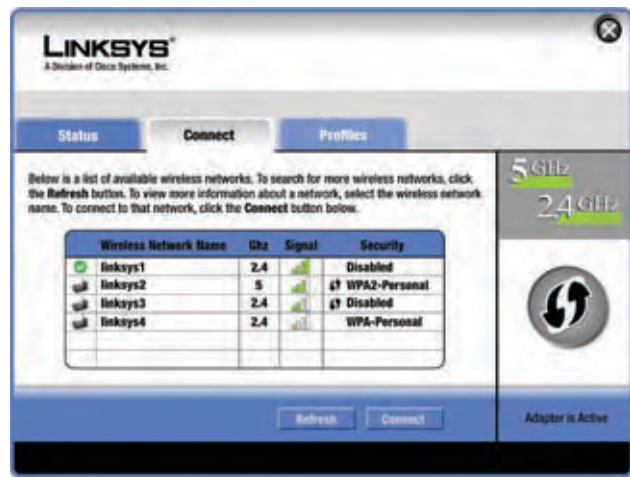 LINKSYS®
A Division of Cisco Systems, Inc.
Status Connect Profiles
Below is a list of available wireless networks. To search for more wireless networks, click
the Refresh button. To view more information about a network, select the wireless network
name. To connect to that network, click the Connect button below.
5 GHz
2.4 GHz
Wireless Network Name Ghz Signal Security
linksys1 2.4 Disabled
linksys2 5 WPA2-Personal
linksys3 2.4 Disabled
linksys4 2.4 WPA-Personal
Refresh Connect
Adapter is Active